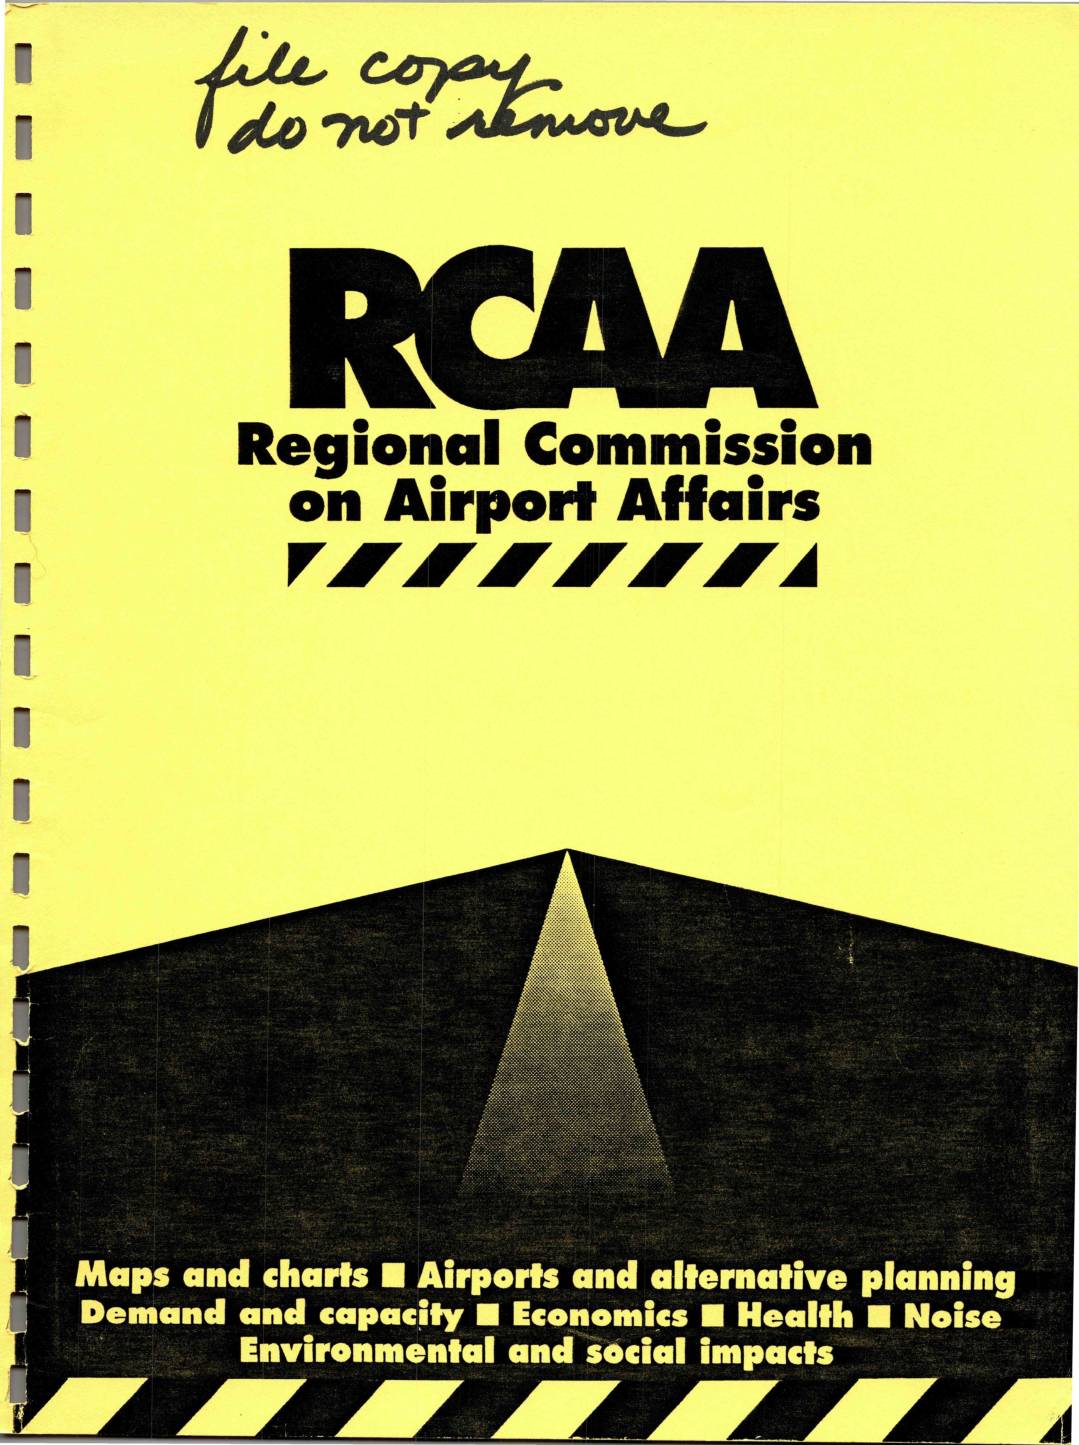 file copy
do not remove
RCAA
Regional Commission
on Airport Affairs
Maps and charts ■ Airports and alternative planning
Demand and capacity ■ Economics ■ Health ■ Noise
Environmental and social impacts